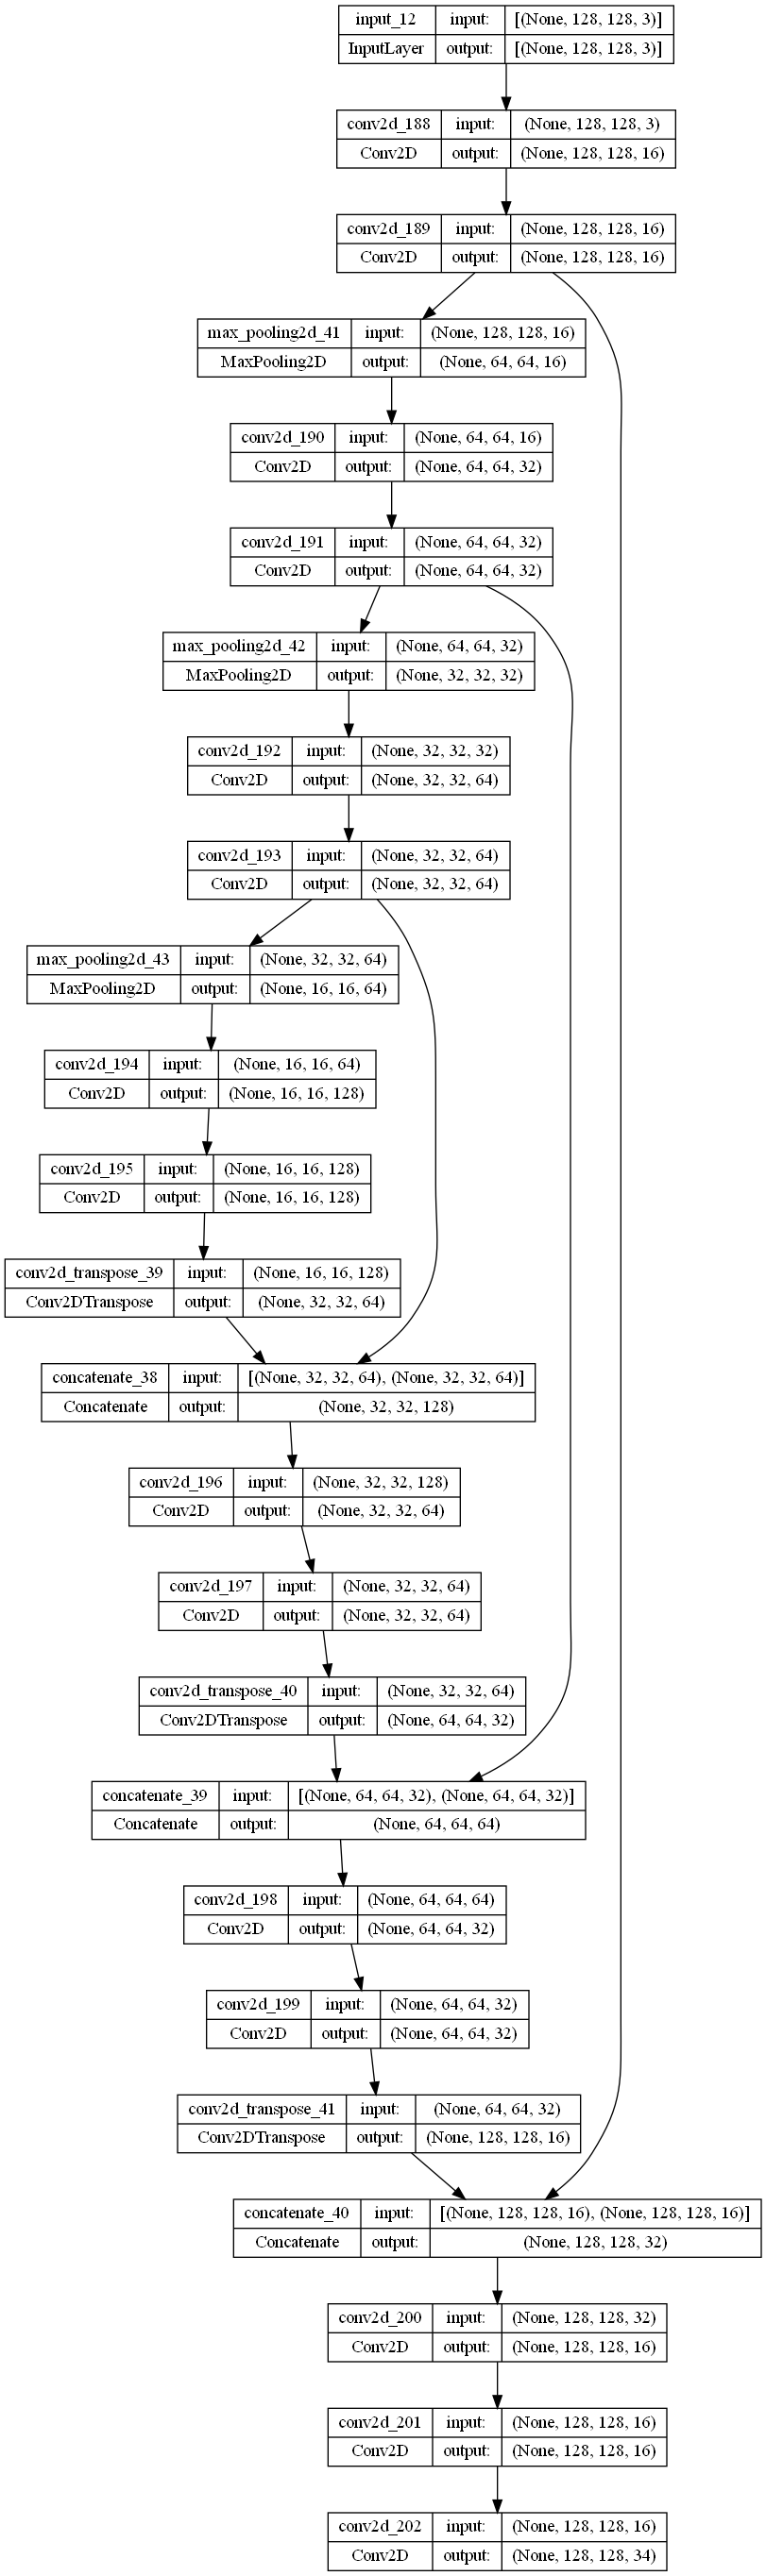 input_12 input: [(None, 128, 128, 3)]
InputLayer output: [(None, 128, 128, 3)]
conv2d_188 input: (None, 128, 128, 3)
Conv2D output: (None, 128, 128, 16)
conv2d_189 input: (None, 128, 128, 16)
Conv2D output: (None, 128, 128, 16)
max_pooling2d_41 input: (None, 128, 128, 16)
MaxPooling2D output: (None, 64, 64, 16)
conv2d_190 input: (None, 64, 64, 16)
Conv2D output: (None, 64, 64, 32)
conv2d_191 input: (None, 64, 64, 32)
Conv2D output: (None, 64, 64, 32)
max_pooling2d_42 input: (None, 64, 64, 32)
MaxPooling2D output: (None, 32, 32, 32)
conv2d_192 input: (None, 32, 32, 32)
Conv2D output: (None, 32, 32, 64)
conv2d_193 input: (None, 32, 32, 64)
Conv2D output: (None, 32, 32, 64)
max_pooling2d_43 input: (None, 32, 32, 64)
MaxPooling2D output: (None, 16, 16, 64)
conv2d_194 input: (None, 16, 16, 64)
Conv2D output: (None, 16, 16, 128)
conv2d_195 input: (None, 16, 16, 128)
Conv2D output: (None, 16, 16, 128)
conv2d_transpose_39 input: (None, 16, 16, 128)
Conv2DTranspose output: (None, 32, 32, 64)
concatenate_38 input: [(None, 32, 32, 64), (None, 32, 32, 64)]
Concatenate output: (None, 32, 32, 128)
conv2d_196 input: (None, 32, 32, 128)
Conv2D output: (None, 32, 32, 64)
conv2d_197 input: (None, 32, 32, 64)
Conv2D output: (None, 32, 32, 64)
conv2d_transpose_40 input: (None, 32, 32, 64)
Conv2DTranspose output: (None, 64, 64, 32)
concatenate_39 input: [(None, 64, 64, 32), (None, 64, 64, 32)]
Concatenate output: (None, 64, 64, 64)
conv2d_198 input: (None, 64, 64, 64)
Conv2D output: (None, 64, 64, 32)
conv2d_199 input: (None, 64, 64, 32)
Conv2D output: (None, 64, 64, 32)
conv2d_transpose_41 input: (None, 64, 64, 32)
Conv2DTranspose output: (None, 128, 128, 16)
concatenate_40 input: [(None, 128, 128, 16), (None, 128, 128, 16)]
Concatenate output: (None, 128, 128, 32)
conv2d_200 input: (None, 128, 128, 32)
Conv2D output: (None, 128, 128, 16)
conv2d_201 input: (None, 128, 128, 16)
Conv2D output: (None, 128, 128, 16)
conv2d_202 input: (None, 128, 128, 16)
Conv2D output: (None, 128, 128, 34)